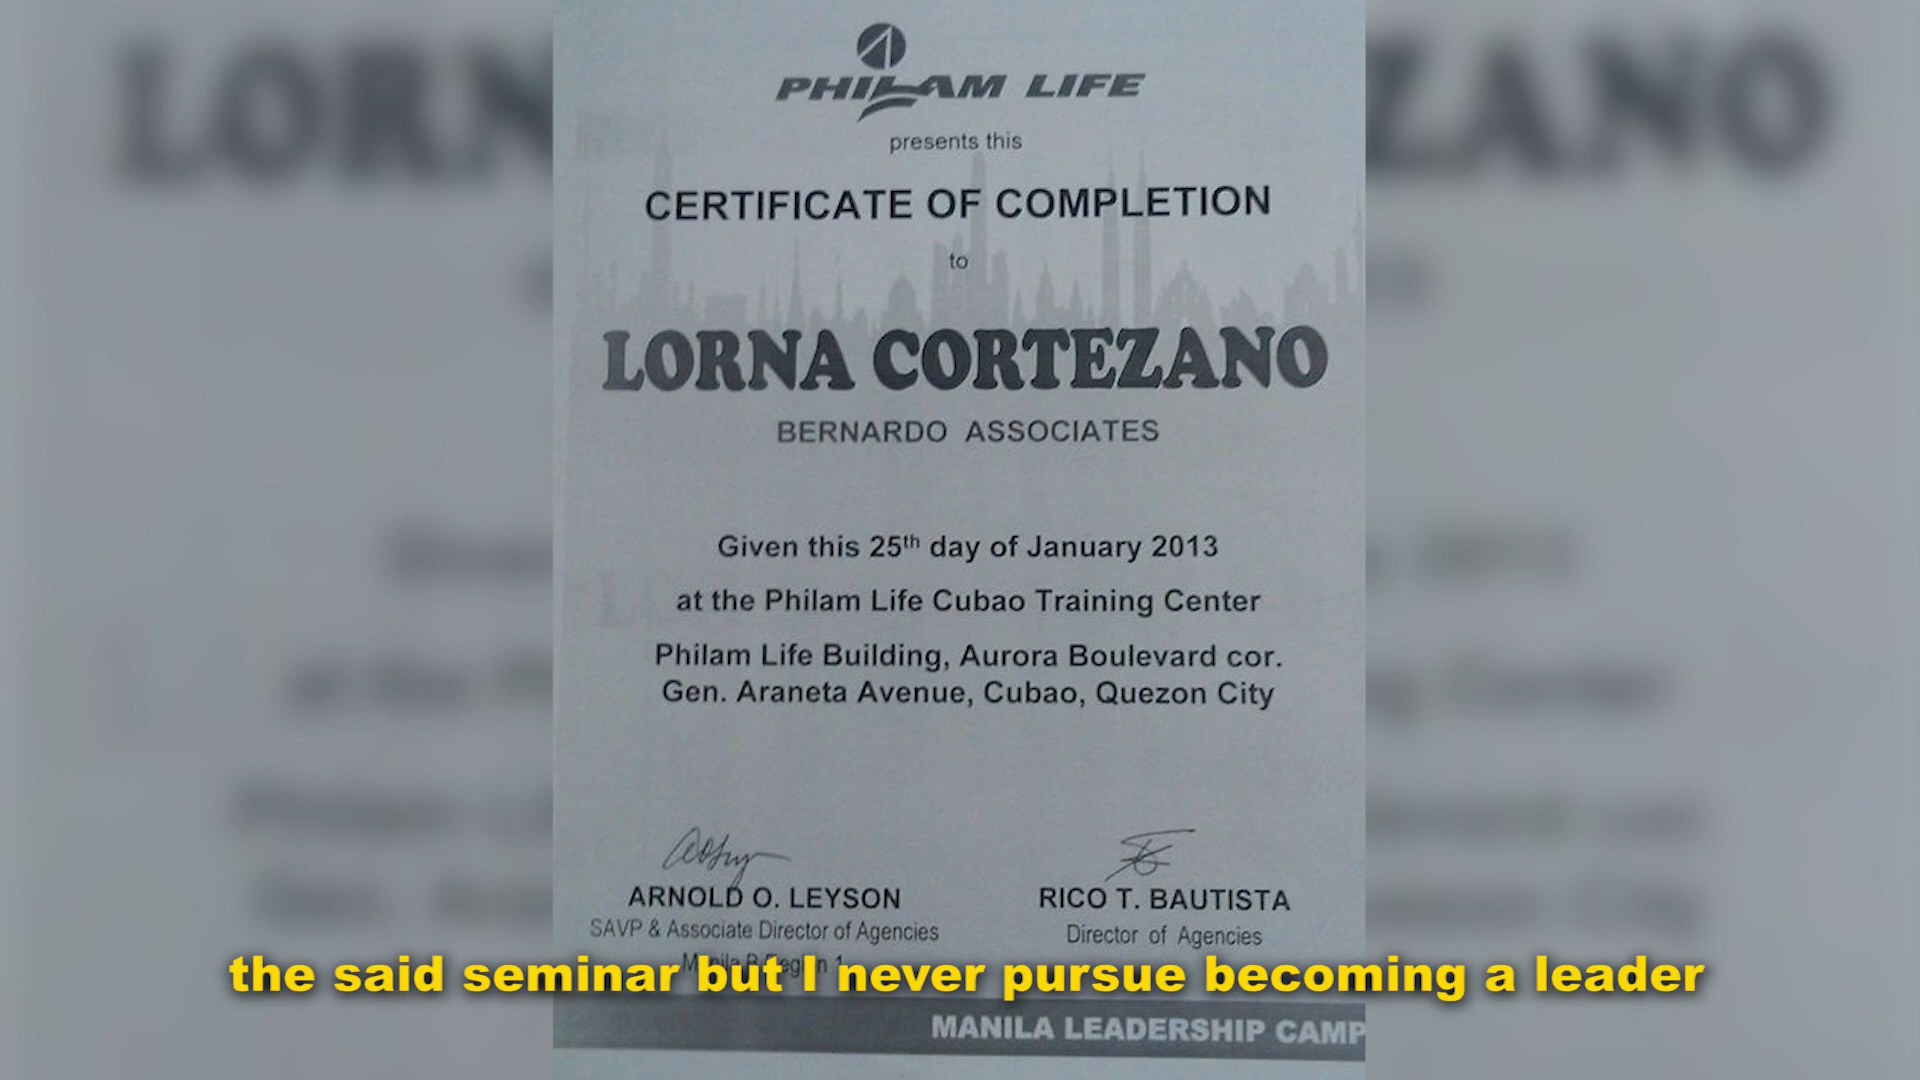 PHILAM LIFE
presents this
CERTIFICATE OF COMPLETION
to
LORNA CORTEZANO
BERNARDO ASSOCIATES
Given this 25th day of January 2013
at the Philam Life Cubao Training Center
Philam Life Building, Aurora Boulevard cor.
Gen. Araneta Avenue, Cubao, Quezon City
ARNOLD O. LEYSON
SAVP & Associate Director of Agencies
RICO T. BAUTISTA
Director of Agencies
the said seminar but I never pursue becoming a leader
MANILA LEADERSHIP CAMP